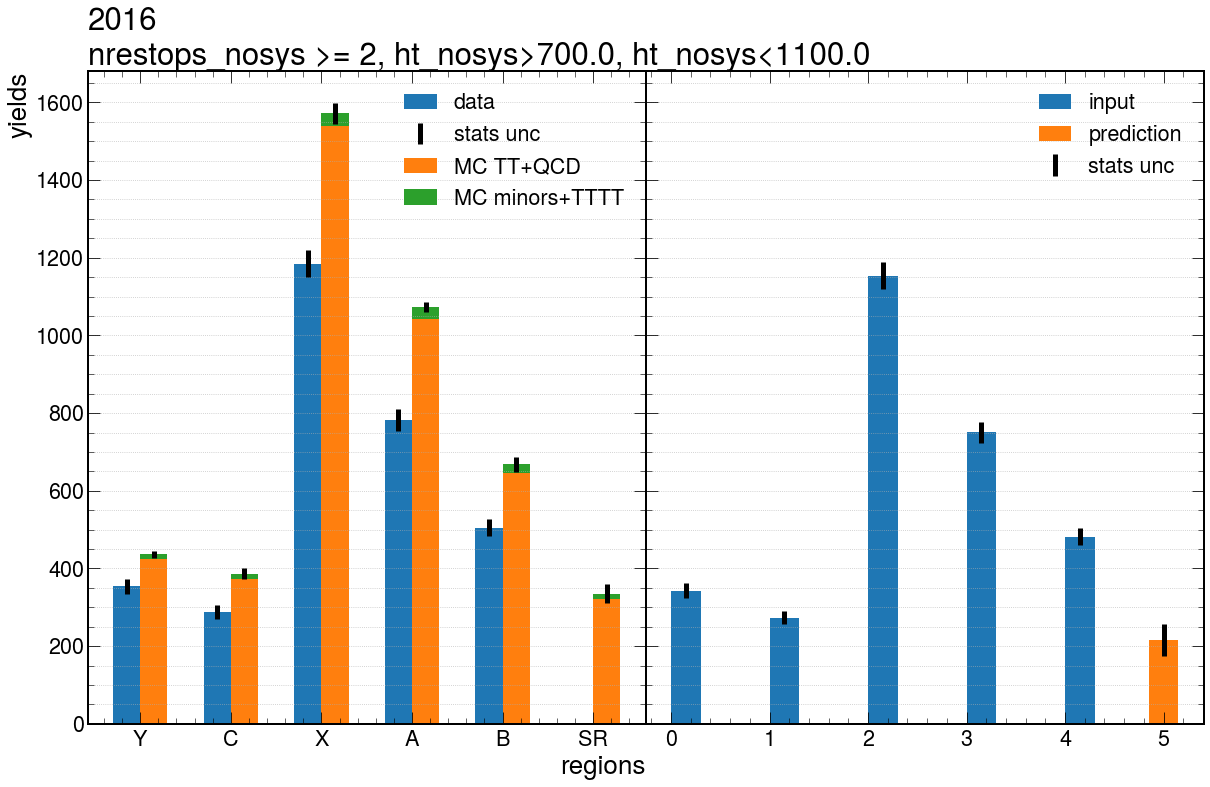 2016
nrestops_nosys >= 2, ht_nosys>700.0, ht_nosys<1100.0
yields
1600
1400
1200
1000
800
600
400
200
0
data
stats unc
MC TT+QCD
MC minors+TTTT
input
prediction
stats unc
Y C X A B SR
0 1 2 3 4 5
regions